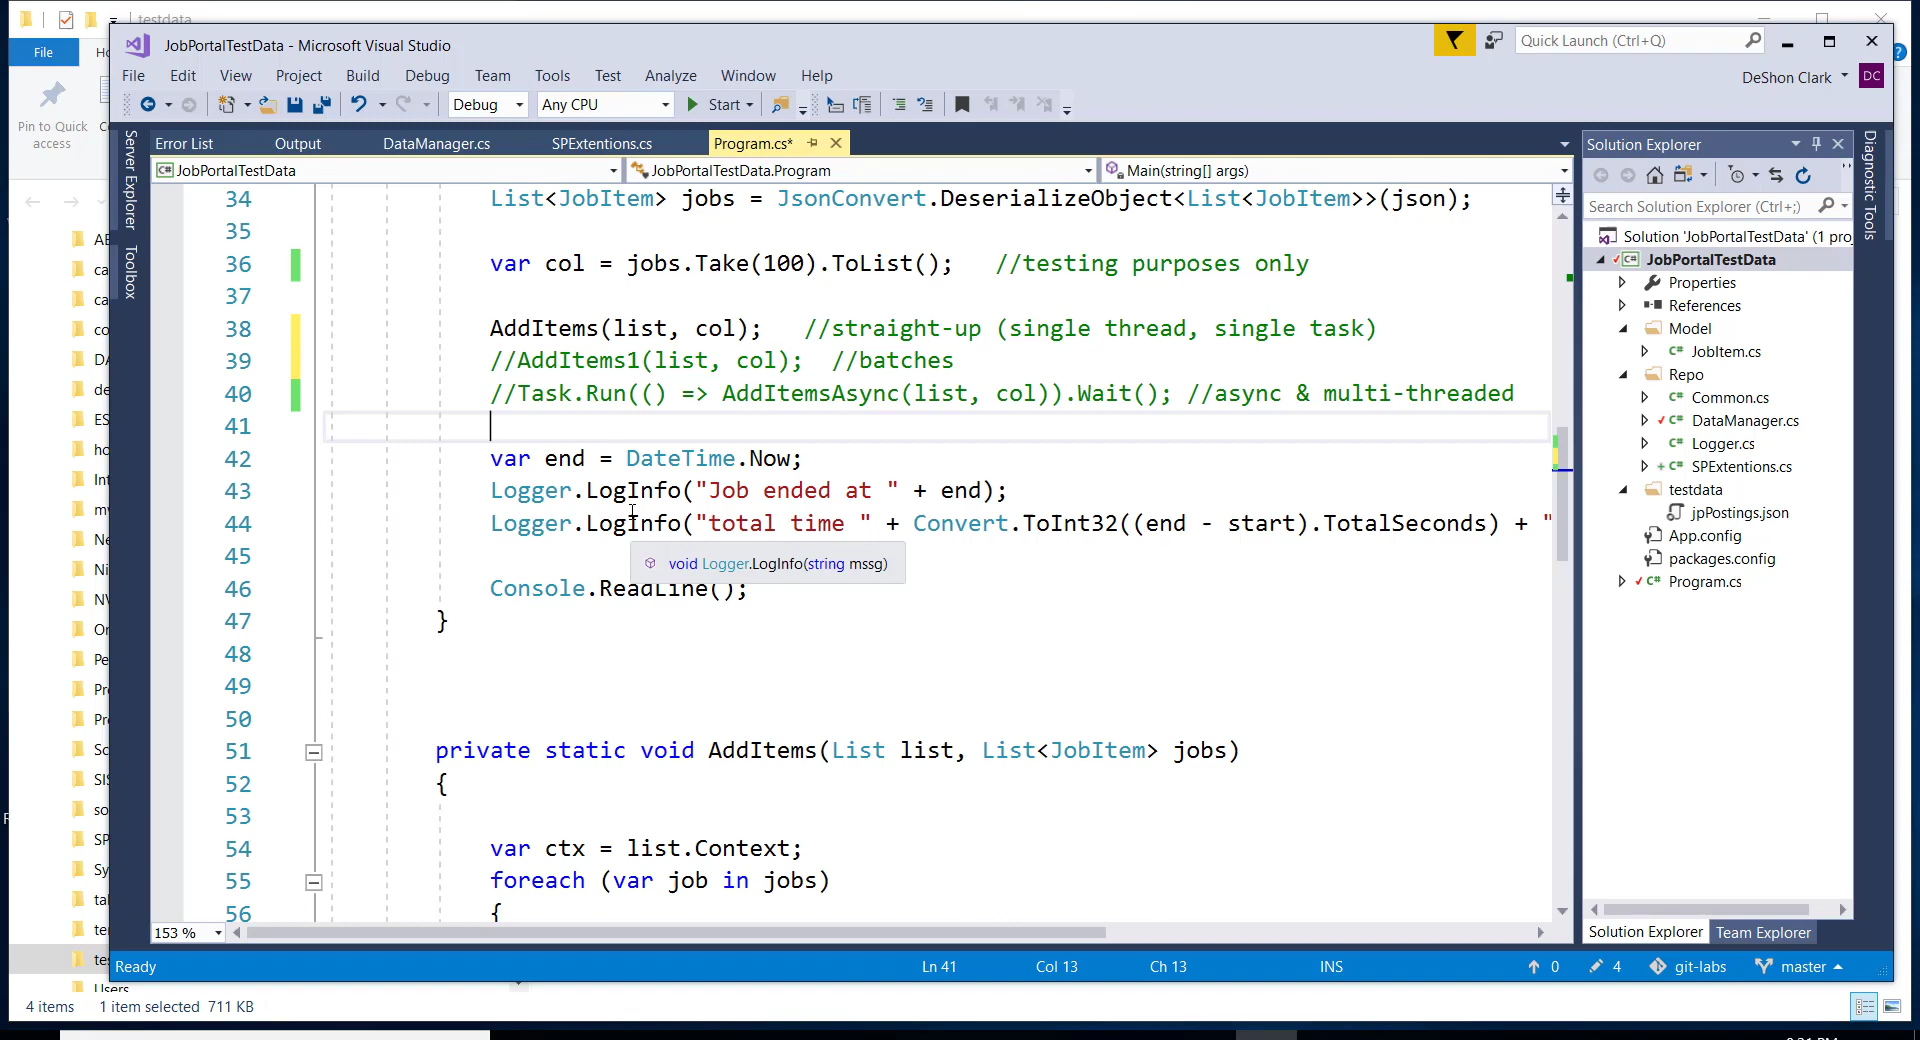 testdata
File
Pin to Quick
access
JobPortalTestData - Microsoft Visual Studio
Quick Launch (Ctrl+Q)
File Edit View Project Build Debug Team Tools Test Analyze Window Help
DeShon Clark DC
Debug Any CPU Start
Server Explorer
Toolbox
Error List Output DataManager.cs SPExtentions.cs Program.cs*
JobPortalTestData JobPortalTestData.Program Main(string[] args)
34 List<JobItem> jobs = JsonConvert.DeserializeObject<List<JobItem>>(json);
35
36 var col = jobs.Take(100).ToList(); //testing purposes only
37
38 AddItems(list, col); //straight-up (single thread, single task)
39 //AddItems1(list, col); //batches
40 //Task.Run(() => AddItemsAsync(list, col)).Wait(); //async & multi-threaded
41
42 var end = DateTime.Now;
43 Logger.LogInfo("Job ended at " + end);
44 Logger.LogInfo("total time " + Convert.ToInt32((end - start).TotalSeconds) + "
45
void Logger.LogInfo(string mssg)
46 Console.ReadLine();
47 }
48
49
50
51 private static void AddItems(List list, List<JobItem> jobs)
52 {
53
54 var ctx = list.Context;
55 foreach (var job in jobs)
56 {
153 %
Ready Ln 41 Col 13 Ch 13 INS 0 4 git-labs master
Solution Explorer
Search Solution Explorer (Ctrl+;)
Solution 'JobPortalTestData' (1 proj
JobPortalTestData
Properties
References
Model
JobItem.cs
Repo
Common.cs
DataManager.cs
Logger.cs
SPExtentions.cs
testdata
jpPostings.json
App.config
packages.config
Program.cs
Solution Explorer Team Explorer
Diagnostic Tools
Users
4 items 1 item selected 711 KB